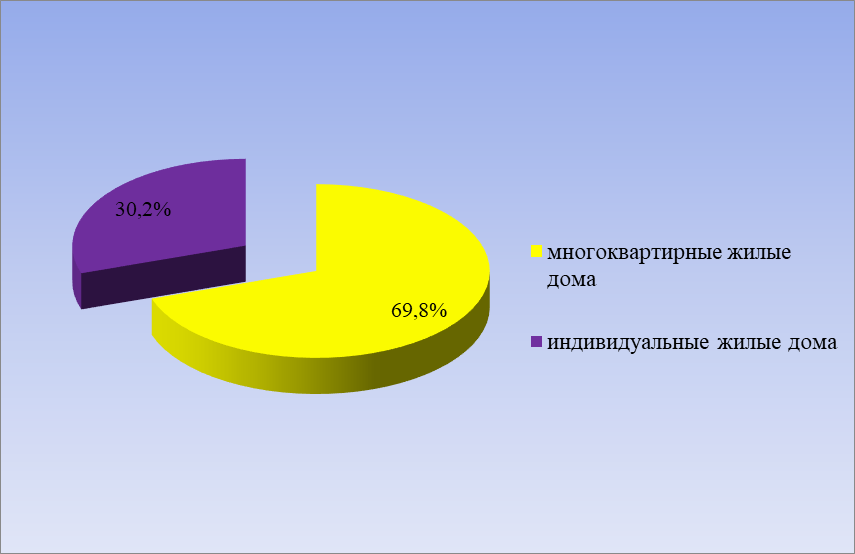 30,2%
69,8%
многоквартирные жилые
дома
индивидуальные жилые дома